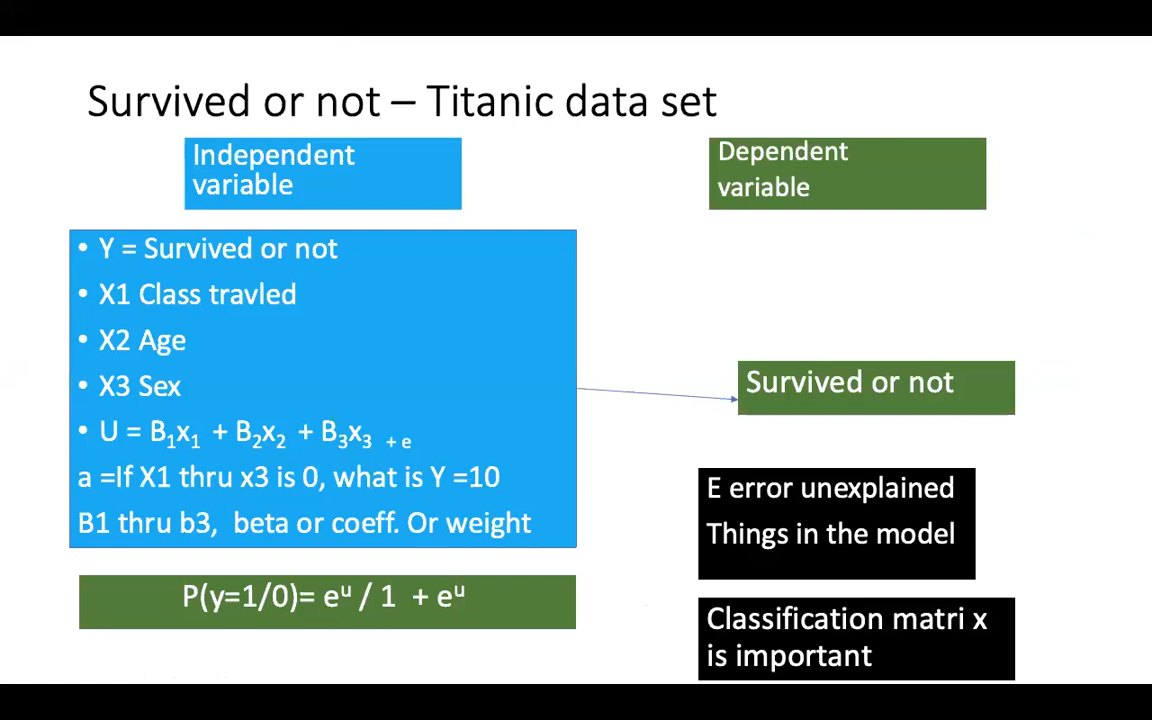 Survived or not – Titanic data set
Independent
variable
• Y = Survived or not
• X1 Class travled
• X2 Age
• X3 Sex
• U = B₁x₁ + B₂x₂ + B₃x₃ + e
a =If X1 thru x3 is 0, what is Y =10
B1 thru b3, beta or coeff. Or weight
P(y=1/0)= eᵘ / 1 + eᵘ
Dependent
variable
Survived or not
E error unexplained
Things in the model
Classification matri x
is important